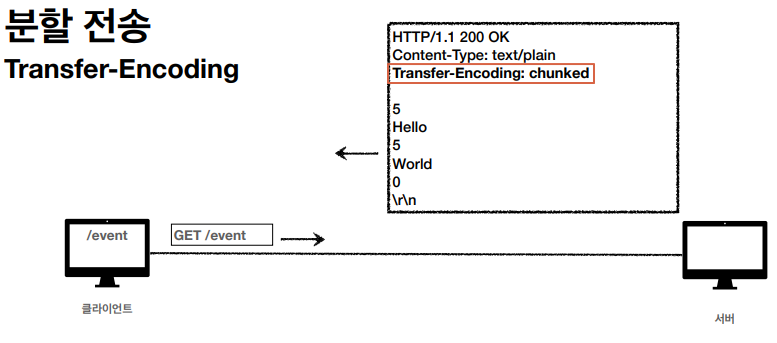 분할 전송
Transfer-Encoding
HTTP/1.1 200 OK
Content-Type: text/plain
Transfer-Encoding: chunked
5
Hello
5
World
0
\r\n
/event
GET /event
클라이언트
서버